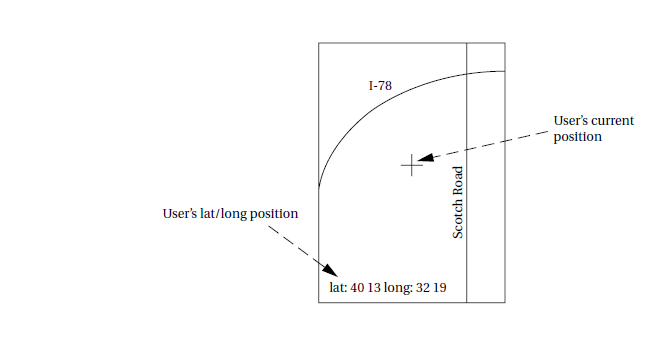 I-78
User’s current
position
Scotch Road
User’s lat/long position
lat: 40 13 long: 32 19